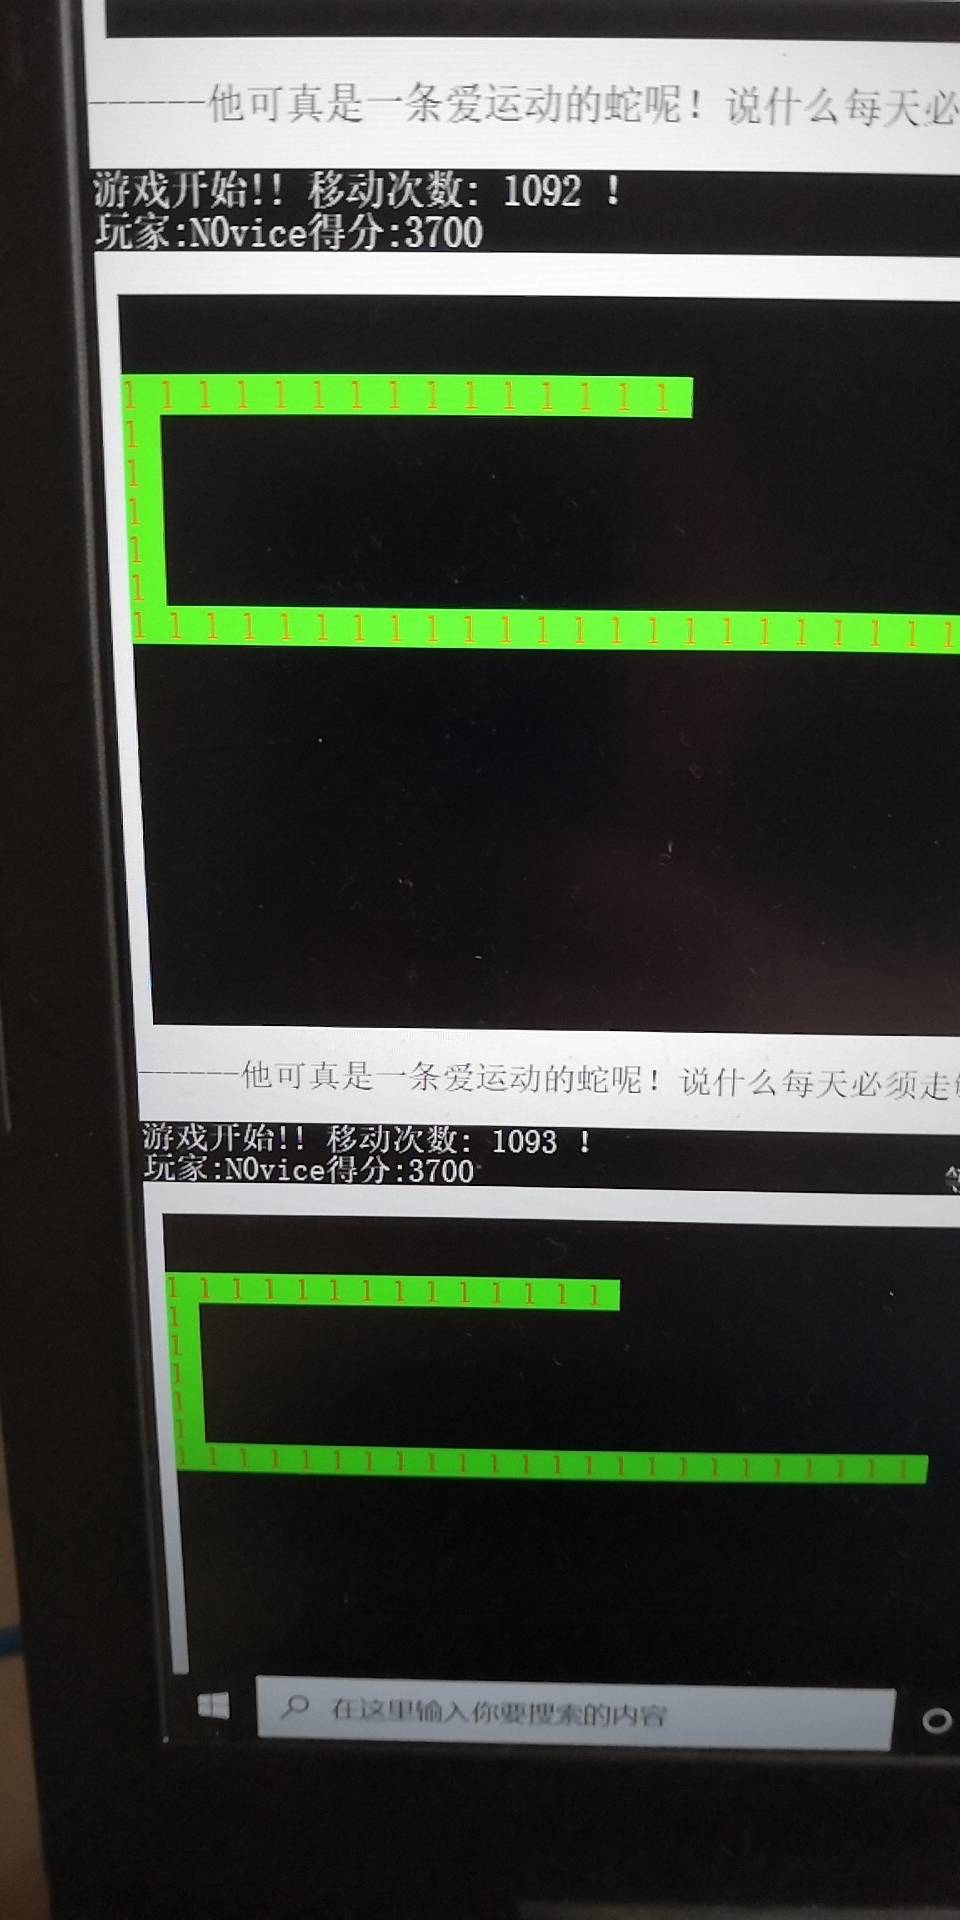 ------他可真是一条爱运动的蛇呢！说什么每天必
游戏开始!! 移动次数: 1092 !
玩家:N0vice得分:3700
1 1 1 1 1 1 1 1 1 1 1 1 1 1 1
1
1
1
1
1
1 1 1 1 1 1 1 1 1 1 1 1 1 1 1 1 1 1 1 1 1 1 1
------他可真是一条爱运动的蛇呢！说什么每天必须走
游戏开始!! 移动次数: 1093 !
玩家:N0vice得分:3700
1 1 1 1 1 1 1 1 1 1 1 1 1 1
1
1
1
1
1
1 1 1 1 1 1 1 1 1 1 1 1 1 1 1 1 1 1 1 1 1 1 1 1
在这里输入你要搜索的内容